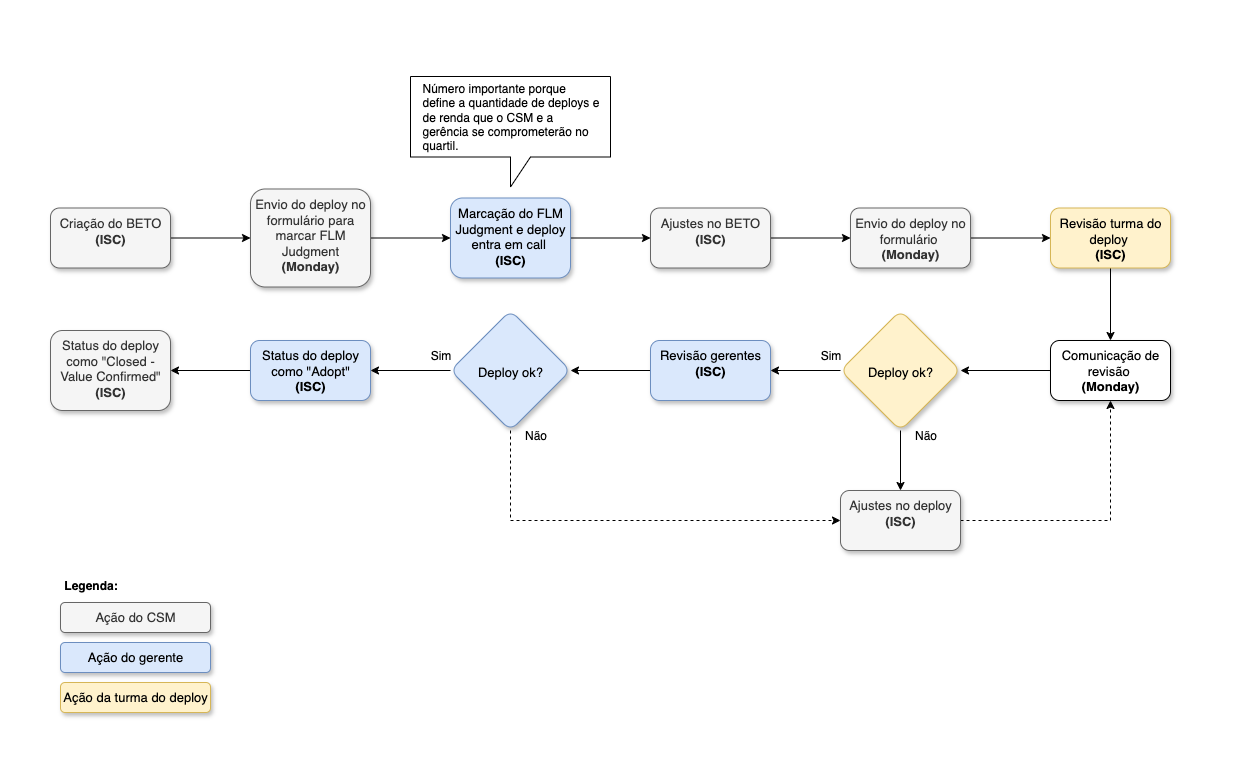 Número importante porque
define a quantidade de deploys e
de renda que o CSM e a
gerência se comprometerão no
quartil.
Criação do BETO
(ISC)
Envio do deploy no
formulário para
marcar FLM
Judgment
(Monday)
Marcação do FLM
Judgment e deploy
entra em call
(ISC)
Ajustes no BETO
(ISC)
Envio do deploy no
formulário
(Monday)
Revisão turma do
deploy
(ISC)
Status do deploy
como "Closed -
Value Confirmed"
(ISC)
Status do deploy
como "Adopt"
(ISC)
Sim
Deploy ok?
Não
Revisão gerentes
(ISC)
Sim
Deploy ok?
Não
Comunicação de
revisão
(Monday)
Ajustes no deploy
(ISC)
Legenda:
Ação do CSM
Ação do gerente
Ação da turma do deploy